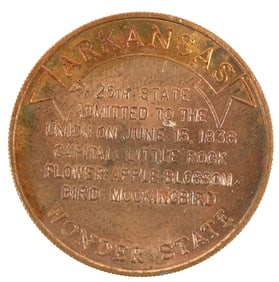 ARKANSAS
25th STATE
ADMITTED TO THE
UNION ON JUNE 15, 1836
CAPITAL: LITTLE ROCK
FLOWER: APPLE BLOSSOM
BIRD: MOCKINGBIRD
WONDER STATE